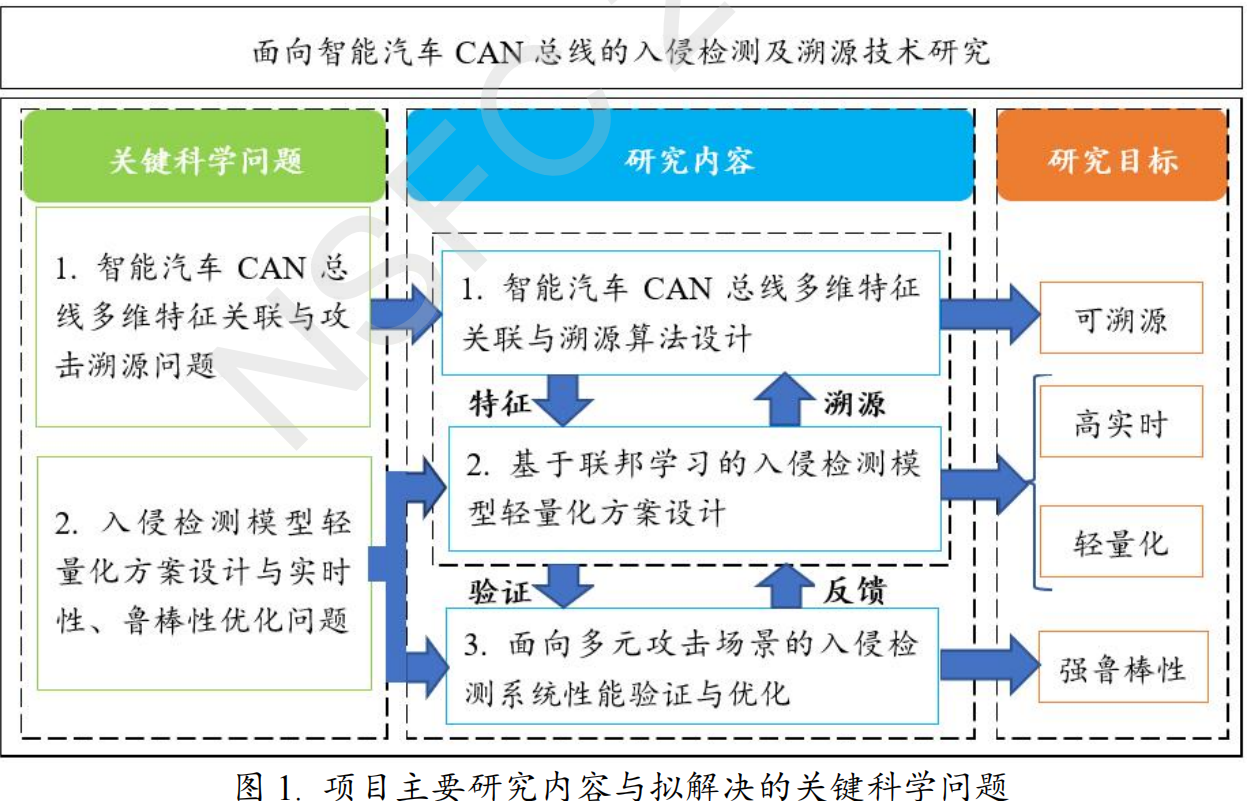 面向智能汽车 CAN 总线的入侵检测及溯源技术研究
关键科学问题
研究内容
研究目标
1. 智能汽车 CAN 总
线多维特征关联与攻
击溯源问题
2. 入侵检测模型轻
量化方案设计与实时
性、鲁棒性优化问题
1. 智能汽车 CAN 总线多维特征
关联与溯源算法设计
特征
溯源
2. 基于联邦学习的入侵检测模
型轻量化方案设计
验证
反馈
3. 面向多元攻击场景的入侵检
测系统性能验证与优化
可溯源
高实时
轻量化
强鲁棒性
NSFC 2
图 1. 项目主要研究内容与拟解决的关键科学问题